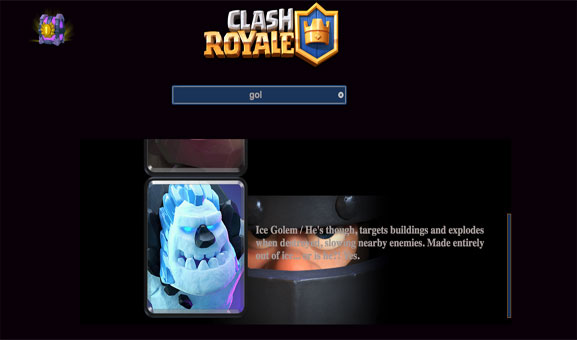 CLASH
ROYALE
gol
Ice Golem / He's though, targets buildings and explodes
when destroyed, slowing nearby enemies. Made entirely
out of